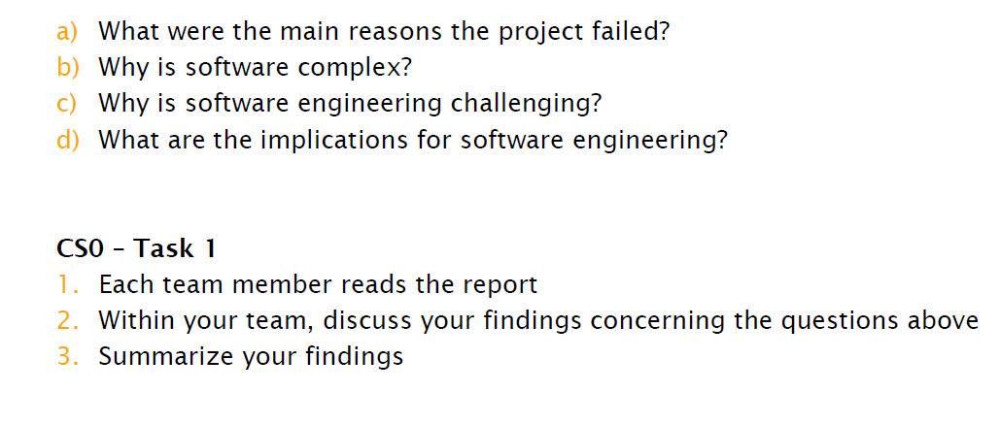 a) What were the main reasons the project failed?
b) Why is software complex?
c) Why is software engineering challenging?
d) What are the implications for software engineering?
CS0 – Task 1
1. Each team member reads the report
2. Within your team, discuss your findings concerning the questions above
3. Summarize your findings